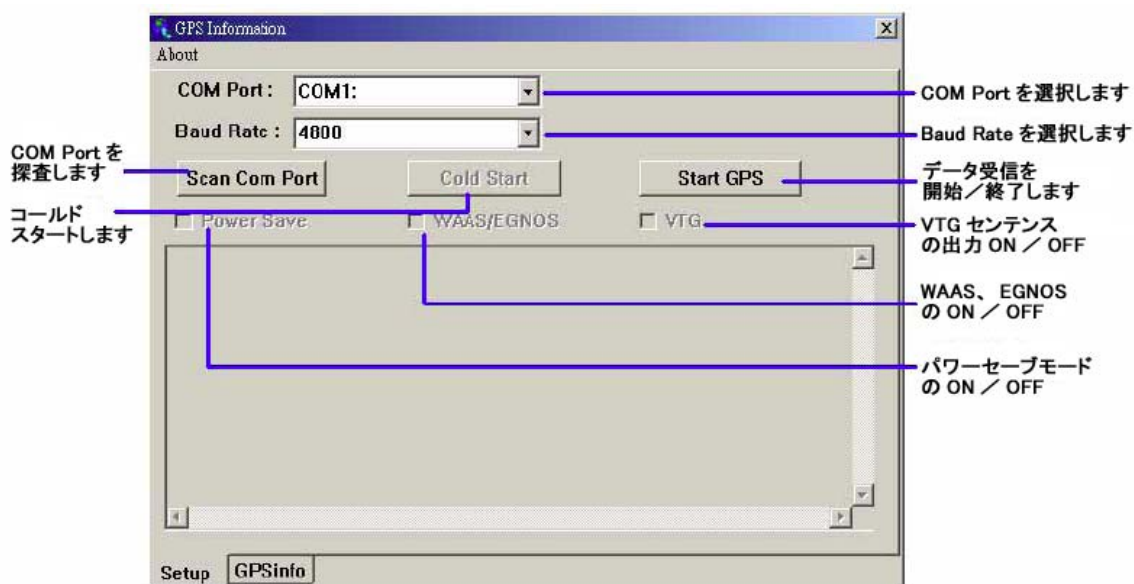 GPS Information
About
COM Port : COM1:
COM Port を選択します
Baud Rate : 4800
Baud Rate を選択します
COM Port を
探査します
Scan Com Port
Cold Start
Start GPS
データ受信を
開始／終了します
コールド
スタートします
Power Save
WAAS/EGNOS
VTG
VTG センテンス
の出力 ON ／ OFF
WAAS、 EGNOS
の ON ／ OFF
パワーセーブモード
の ON ／ OFF
Setup
GPSinfo